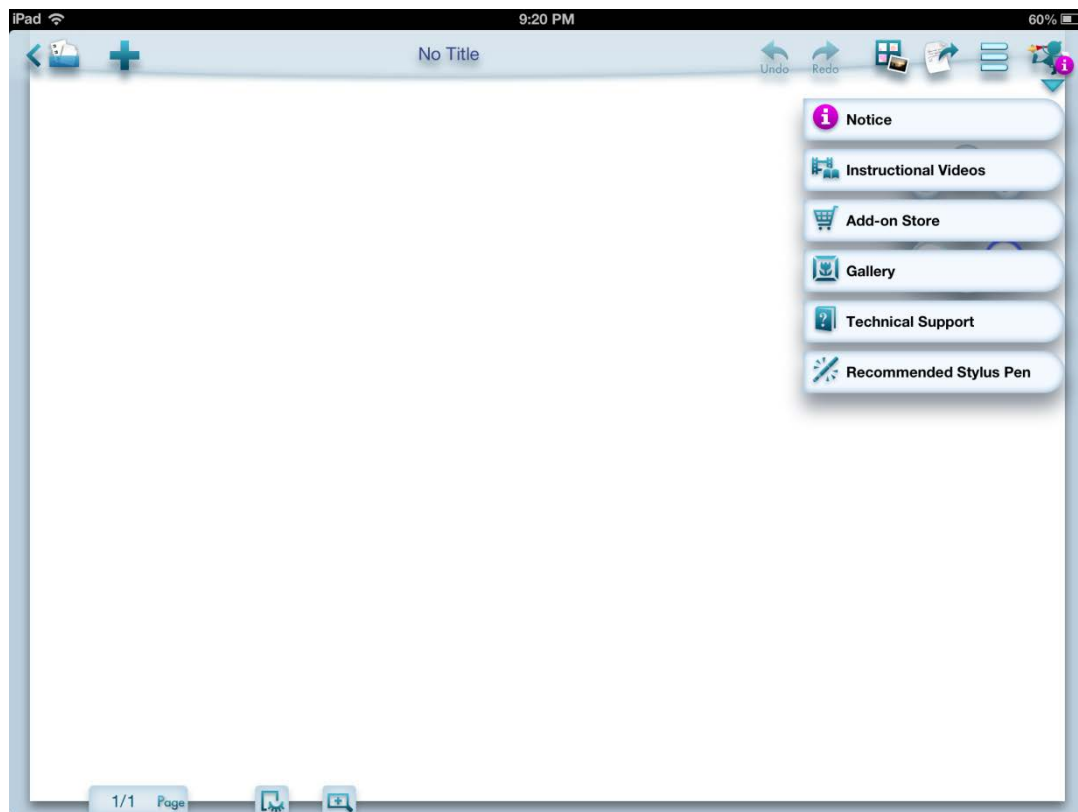 iPad 9:20 PM 60%
No Title Undo Redo
Notice
Instructional Videos
Add-on Store
Gallery
Technical Support
Recommended Stylus Pen
1/1 Page